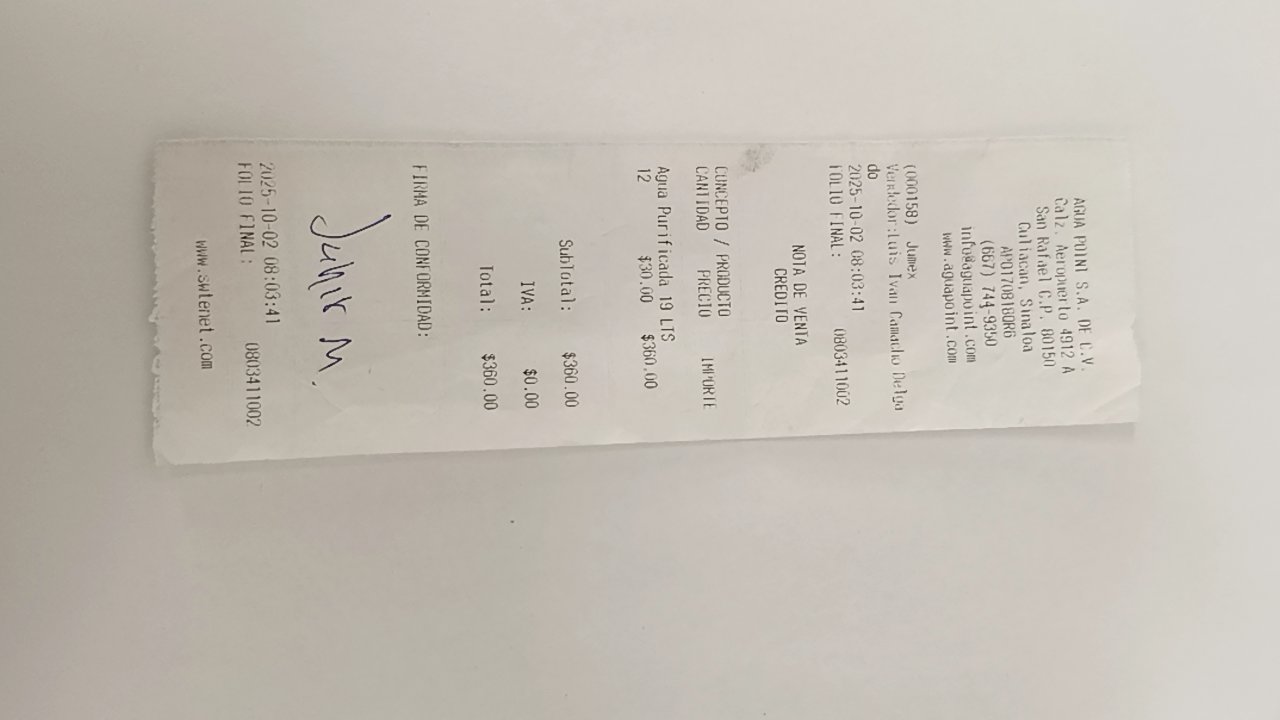 AGUA POINT S.A. DE C.V.
Calz. Aeropuerto 4912 A
San Rafael C.P. 80150
Culiacan, Sinaloa
APO170818QR6
(667) 744-9350
info@aguapoint.com
www.aguapoint.com
(000158) Jumex
Vendedor:Luis Ivan Camacho Delga
do
2025-10-02 08:03:41
FOLIO FINAL: 0803411002
NOTA DE VENTA
CREDITO
CONCEPTO / PRODUCTO
CANTIDAD PRECIO IMPORTE
Agua Purificada 19 LTS
12 $30.00 $360.00
SubTotal: $360.00
IVA: $0.00
Total: $360.00
FIRMA DE CONFORMIDAD:
M.
2025-10-02 08:03:41
FOLIO FINAL: 0803411002
www.swtenet.com